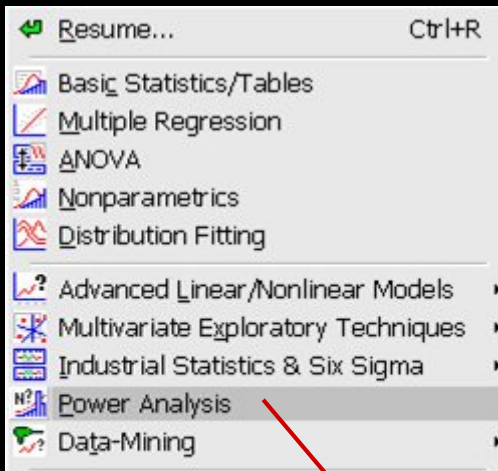 Resume... Ctrl+R
Basic Statistics/Tables
Multiple Regression
ANOVA
Nonparametrics
Distribution Fitting
Advanced Linear/Nonlinear Models
Multivariate Exploratory Techniques
Industrial Statistics & Six Sigma
Power Analysis
Data-Mining